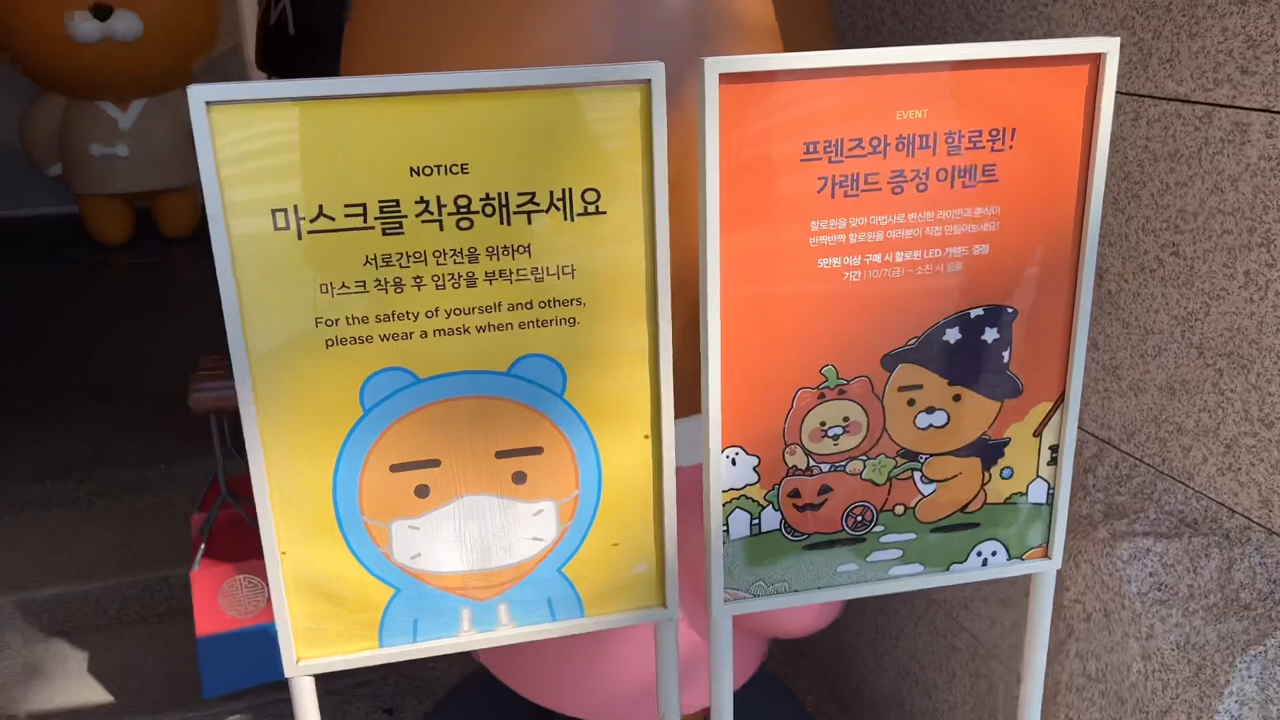 NOTICE
마스크를 착용해주세요
서로간의 안전을 위하여
마스크 착용 후 입장을 부탁드립니다
For the safety of yourself and others,
please wear a mask when entering.
EVENT
프렌즈와 해피 할로윈!
가랜드 증정 이벤트
할로윈을 맞아 마법사로 변신한 라이언과 춘식이
반짝반짝 할로윈을 여러분이 직접 만들어보세요!
5만원 이상 구매 시 할로윈 LED 가랜드 증정
기간 | 10/7(금) ~ 소진 시 종료